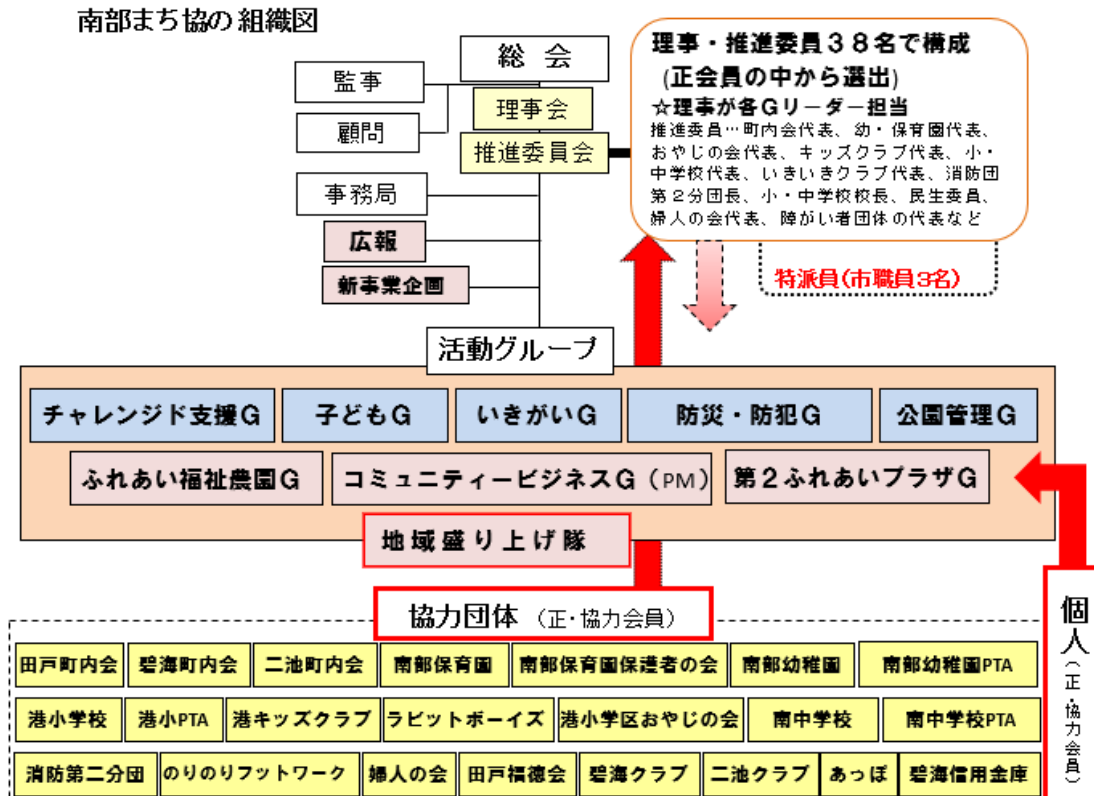 南部まち協の組織図
総会
監事
理事会
顧問
推進委員会
事務局
広報
新事業企画
理事・推進委員38名で構成
(正会員の中から選出)
☆理事が各Gリーダー担当
推進委員…町内会代表、幼・保育園代表、
おやじの会代表、キッズクラブ代表、小・
中学校代表、いきいきクラブ代表、消防団
第2分団長、小・中学校校長、民生委員、
婦人の会代表、障がい者団体の代表など
特派員(市職員3名)
活動グループ
チャレンジド支援G 子どもG いきがいG 防災・防犯G 公園管理G
ふれあい福祉農園G コミュニティービジネスG(PM) 第2ふれあいプラザG
地域盛り上げ隊
協力団体 (正・協力会員)
個人(正・協力会員)
田戸町内会 碧海町内会 二池町内会 南部保育園 南部保育園保護者の会 南部幼稚園 南部幼稚園PTA
港小学校 港小PTA 港キッズクラブ ラビットボーイズ 港小学区おやじの会 南中学校 南中学校PTA
消防第二分団 のりのりフットワーク 婦人の会 田戸福徳会 碧海クラブ 二池クラブ あっぽ 碧海信用金庫